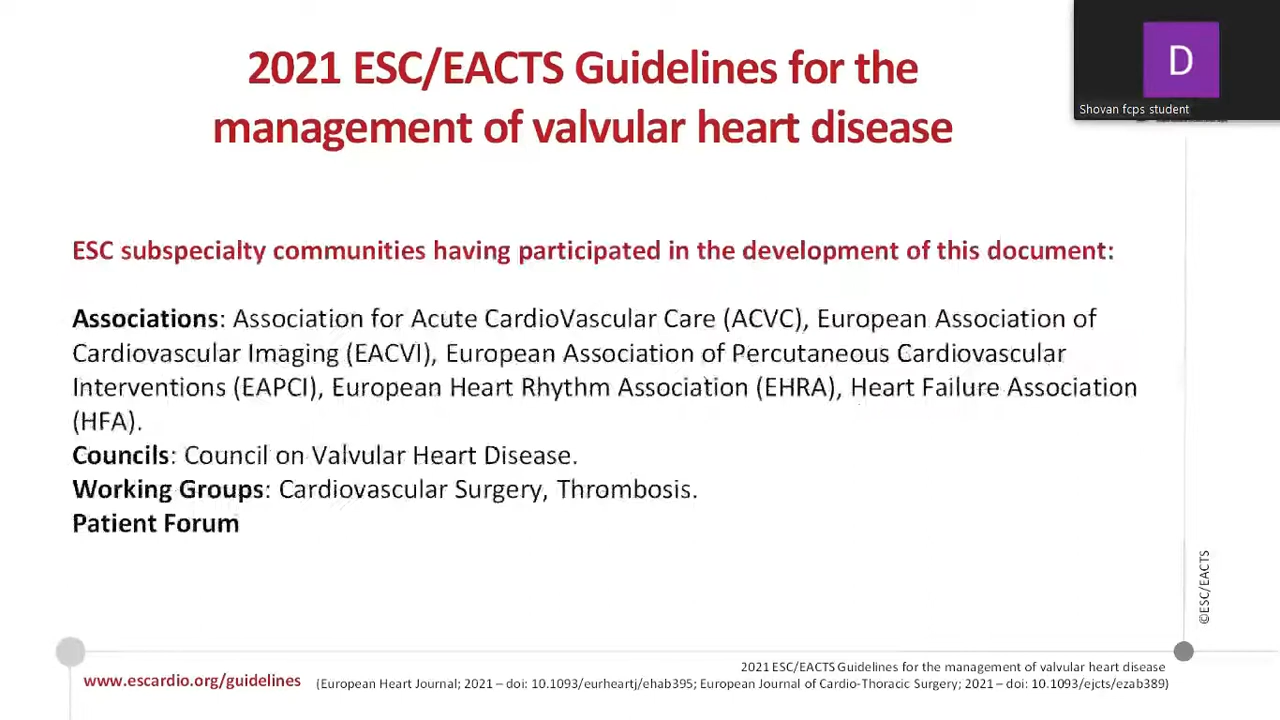 2021 ESC/EACTS Guidelines for the
management of valvular heart disease
D
Shovan fcps student
ESC subspecialty communities having participated in the development of this document:
Associations: Association for Acute CardioVascular Care (ACVC), European Association of
Cardiovascular Imaging (EACVI), European Association of Percutaneous Cardiovascular
Interventions (EAPCI), European Heart Rhythm Association (EHRA), Heart Failure Association
(HFA).
Councils: Council on Valvular Heart Disease.
Working Groups: Cardiovascular Surgery, Thrombosis.
Patient Forum
©ESC/EACTS
www.escardio.org/guidelines
2021 ESC/EACTS Guidelines for the management of valvular heart disease
(European Heart Journal; 2021 – doi: 10.1093/eurheartj/ehab395; European Journal of Cardio-Thoracic Surgery; 2021 – doi: 10.1093/ejcts/ezab389)